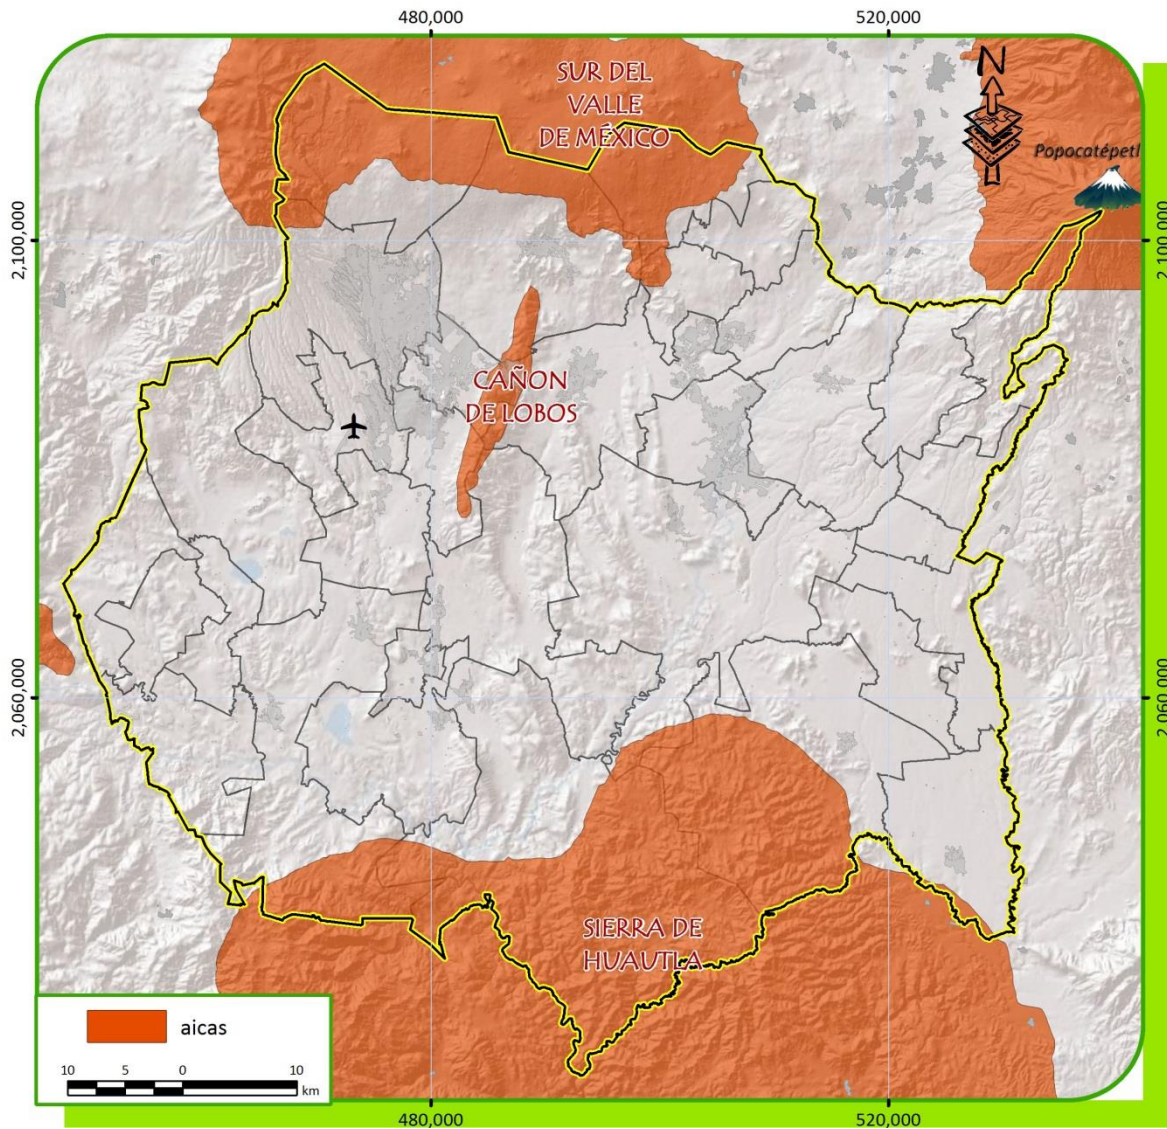 480,000
520,000
N
SUR DEL
VALLE
DE MÉXICO
Popocatépetl
2,100,000
2,100,000
CAÑON
DE LOBOS
2,060,000
2,060,000
SIERRA DE
HUAUTLA
aicas
10 5 0 10
km
480,000
520,000